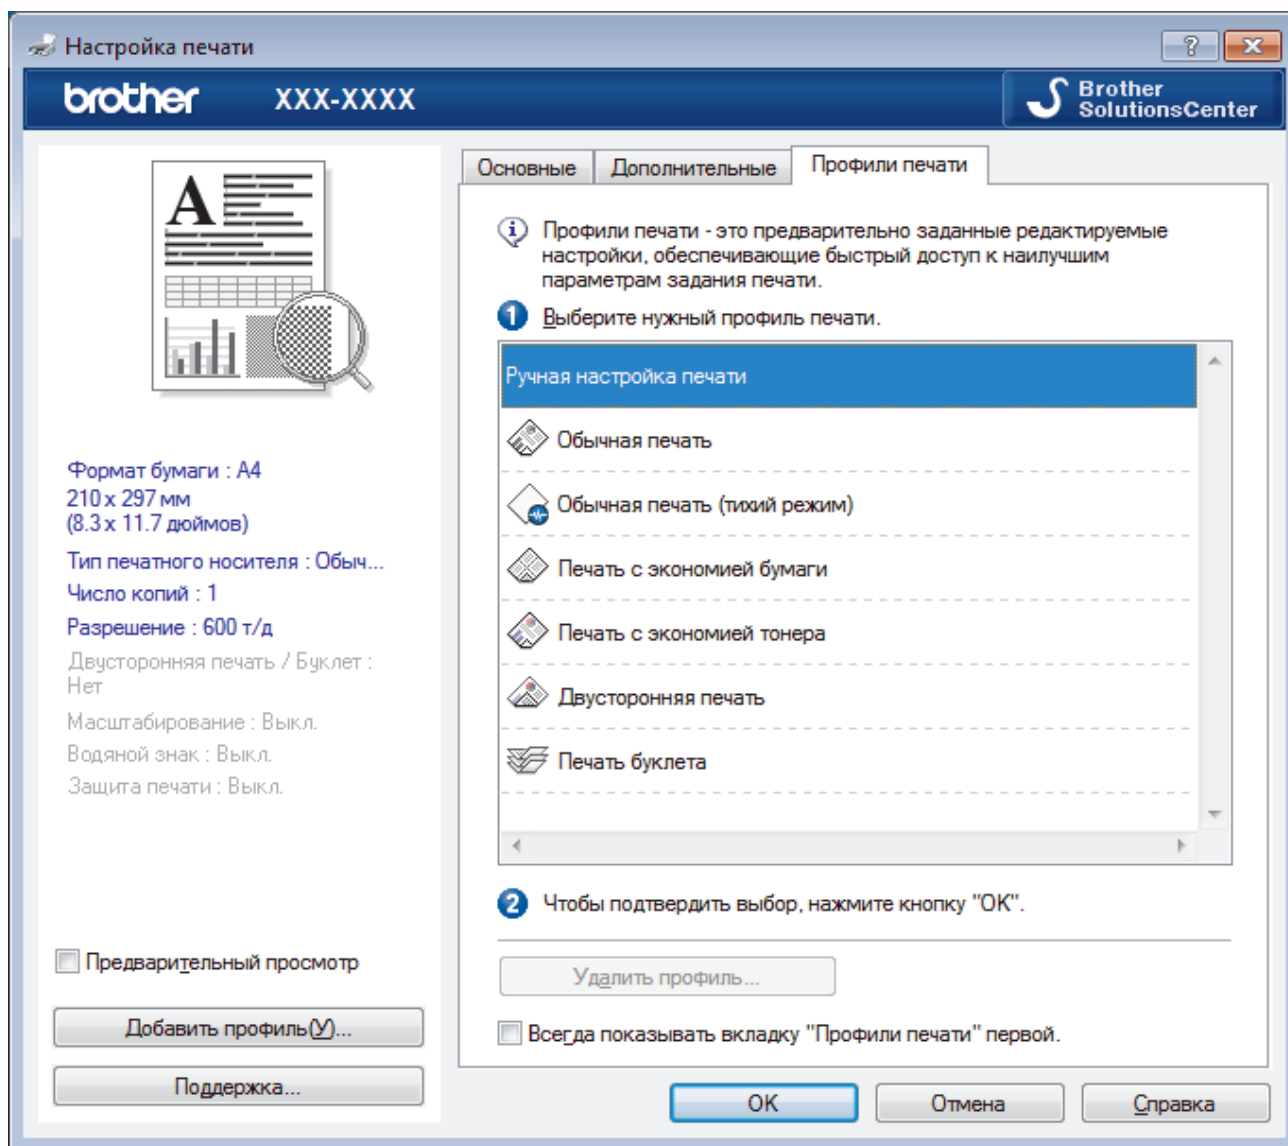 Настройка печати
brother XXX-XXXX
Brother
SolutionsCenter
A
Формат бумаги : A4
210 x 297 мм
(8.3 x 11.7 дюймов)
Тип печатного носителя : Обыч...
Число копий : 1
Разрешение : 600 т/д
Двусторонняя печать / Буклет :
Нет
Масштабирование : Выкл.
Водяной знак : Выкл.
Защита печати : Выкл.
Предварительный просмотр
Добавить профиль(У)...
Поддержка...
Основные Дополнительные Профили печати
Профили печати - это предварительно заданные редактируемые
настройки, обеспечивающие быстрый доступ к наилучшим
параметрам задания печати.
1 Выберите нужный профиль печати.
Ручная настройка печати
Обычная печать
Обычная печать (тихий режим)
Печать с экономией бумаги
Печать с экономией тонера
Двусторонняя печать
Печать буклета
2 Чтобы подтвердить выбор, нажмите кнопку "ОК".
Удалить профиль...
Всегда показывать вкладку "Профили печати" первой.
ОК Отмена Справка